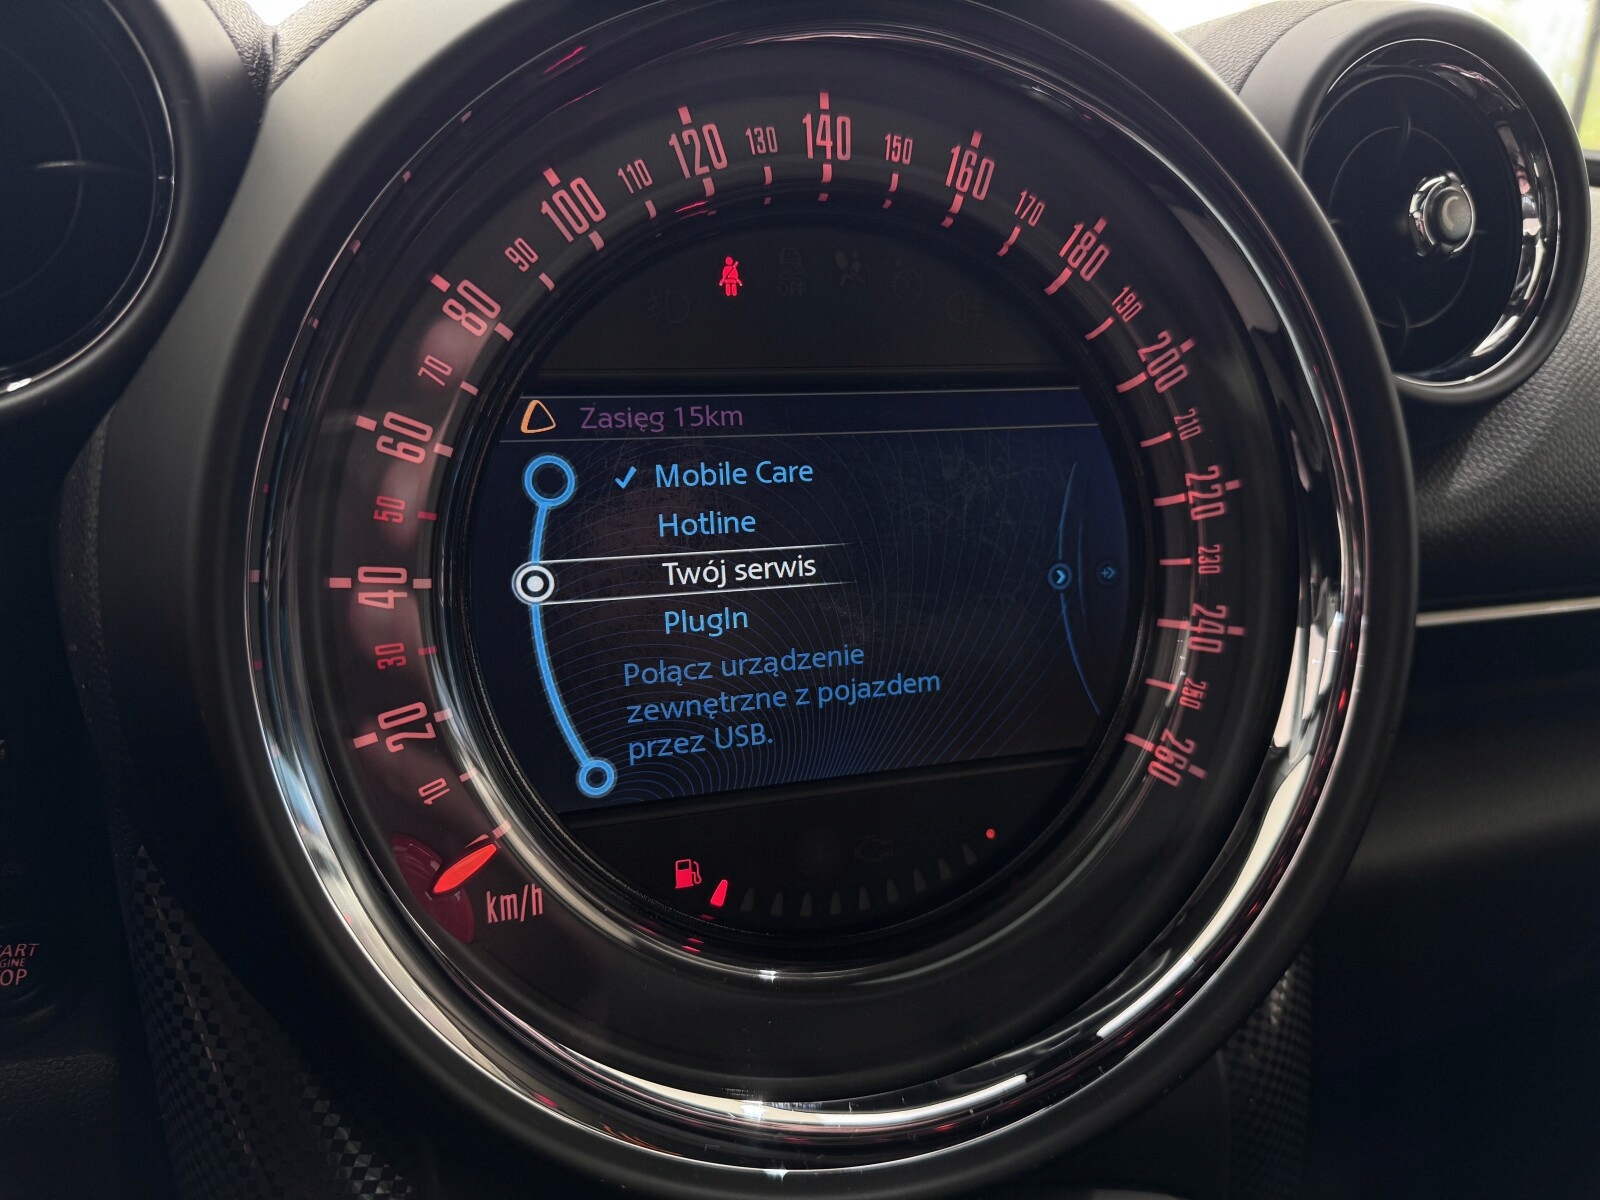 10
20
30
40
50
60
70
80
90
100
110
120
130
140
150
160
170
180
190
200
210
220
230
240
250
260
km/h
OFF
Zasięg 15km
Mobile Care
Hotline
Twój serwis
PlugIn
Połącz urządzenie
zewnętrzne z pojazdem
przez USB.